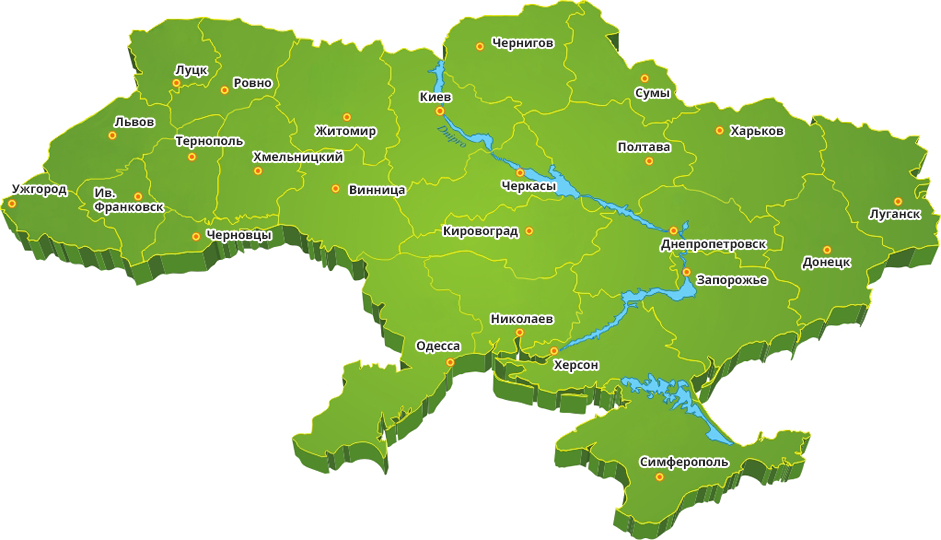 Чернигов
Луцк
Ровно
Сумы
Киев
Львов
Житомир
Харьков
Dnipro
Тернополь
Полтава
Хмельницкий
Ужгород
Ив.
Франковск
Винница
Черкасы
Луганск
Черновцы
Кировоград
Днепропетровск
Донецк
Запорожье
Николаев
Одесса
Херсон
Симферополь